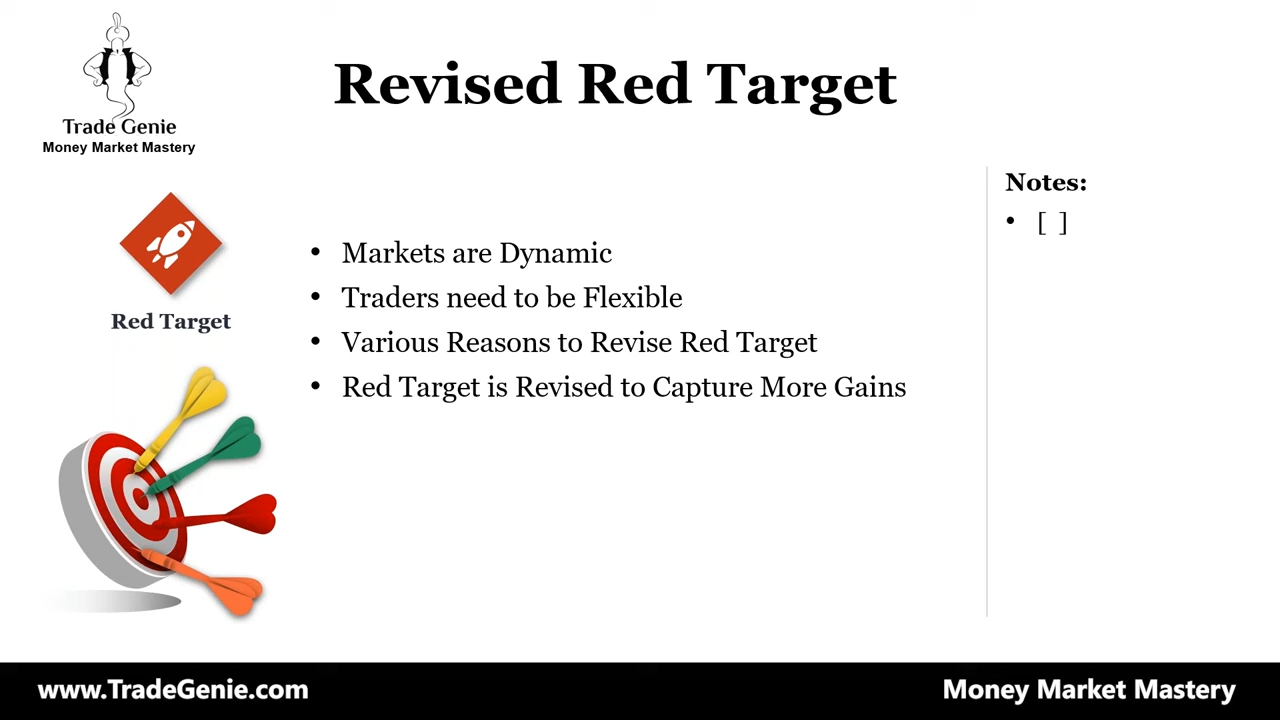 Trade Genie
Money Market Mastery
Revised Red Target
Red Target
• Markets are Dynamic
• Traders need to be Flexible
• Various Reasons to Revise Red Target
• Red Target is Revised to Capture More Gains
Notes:
• [ ]
www.TradeGenie.com
Money Market Mastery